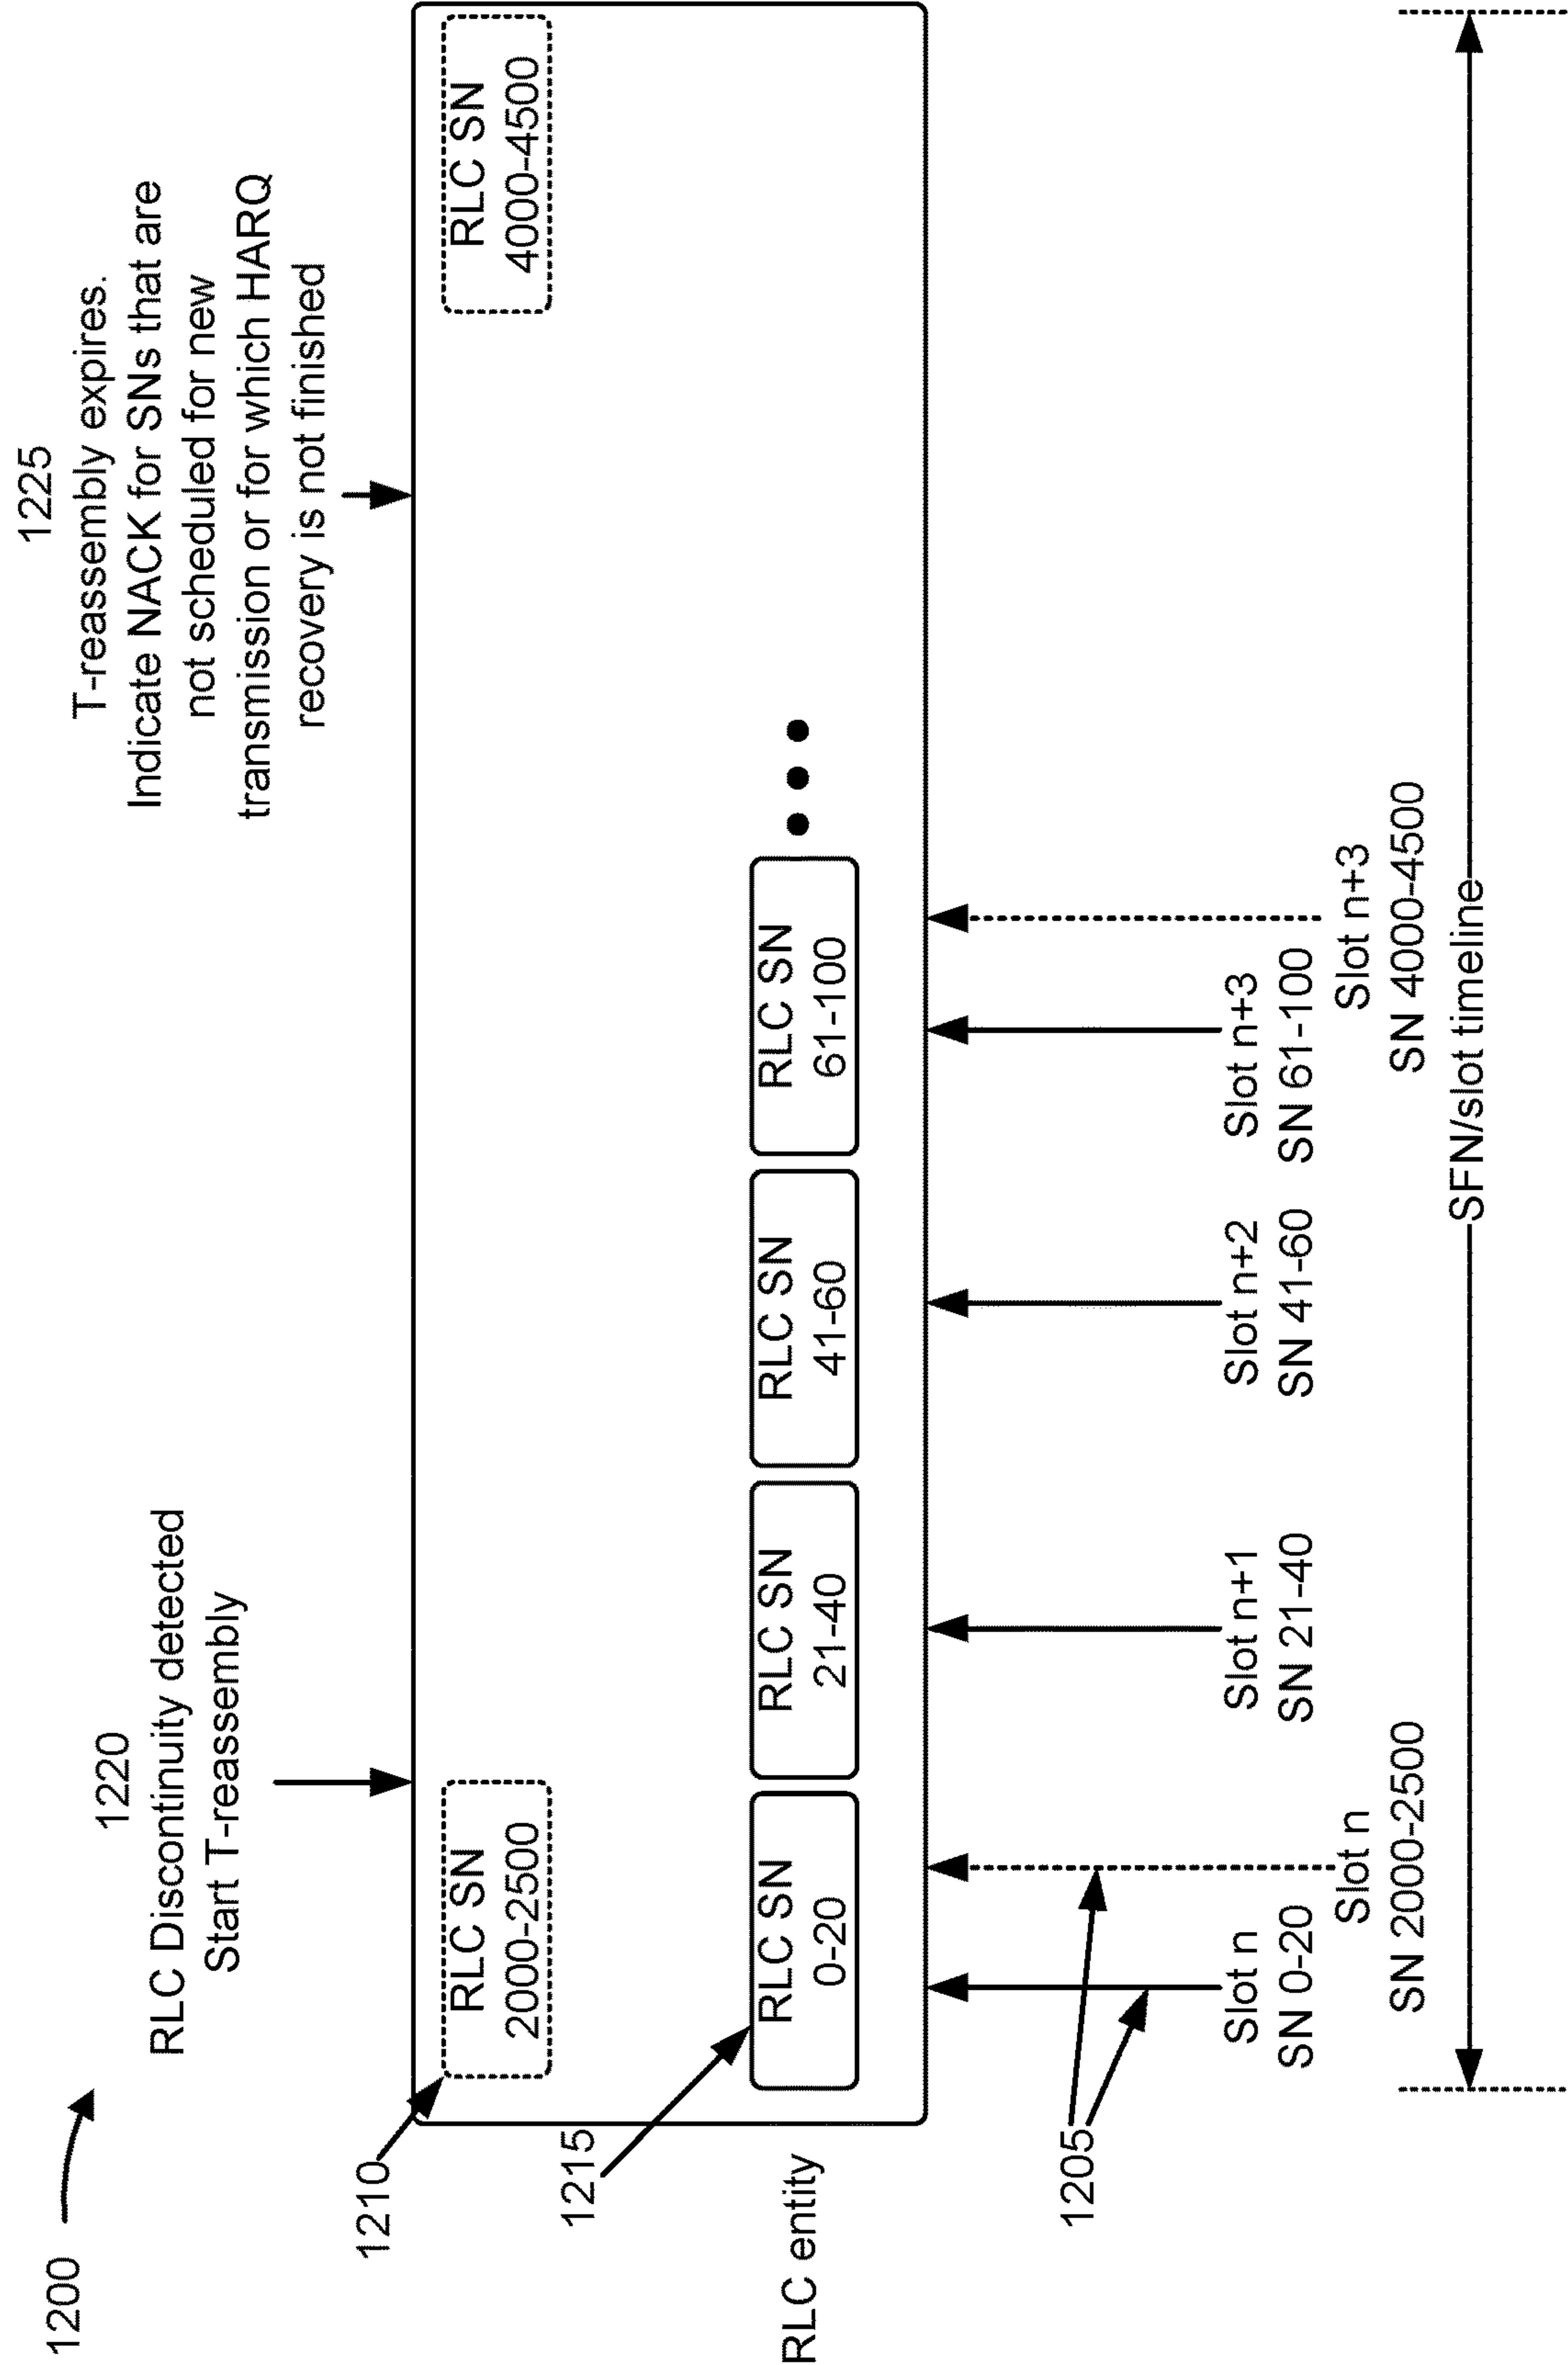 1200
1220
RLC Discontinuity detected
Start T-reassembly
1225
T-reassembly expires.
Indicate NACK for SNs that are
not scheduled for new
transmission or for which HARQ
recovery is not finished
1210
RLC SN
2000-2500
RLC SN
4000-4500
1215
RLC entity
RLC SN
0-20
RLC SN
21-40
RLC SN
41-60
RLC SN
61-100
1205
Slot n
SN 0-20
Slot n
SN 2000-2500
Slot n+1
SN 21-40
Slot n+2
SN 41-60
Slot n+3
SN 61-100
Slot n+3
SN 4000-4500
SFN/slot timeline